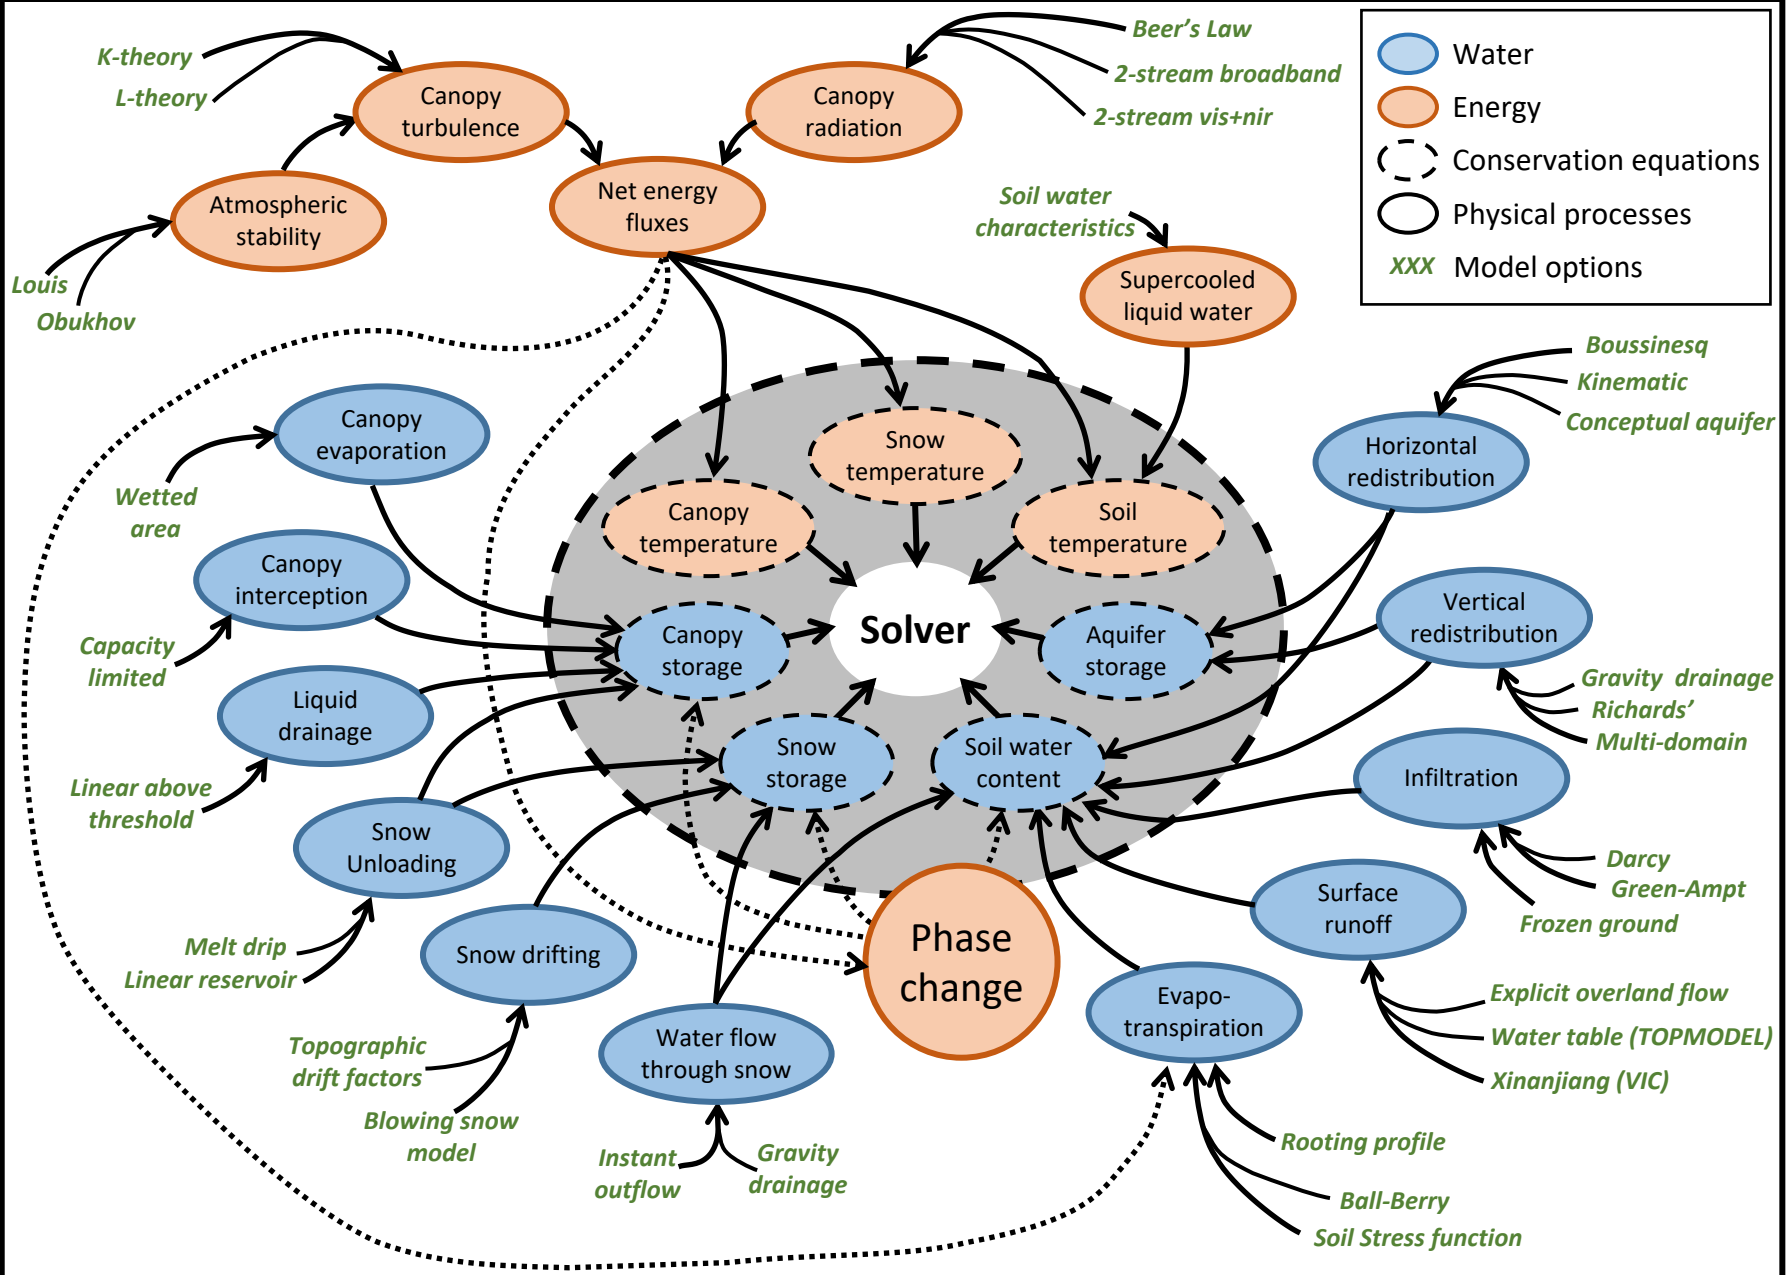 K-theory
L-theory
Canopy
turbulence
Canopy
radiation
Beer's Law
2-stream broadband
2-stream vis+nir
Water
Energy
Conservation equations
Physical processes
XXX Model options
Atmospheric
stability
Net energy
fluxes
Soil water
characteristics
Supercooled
liquid water
Louis
Obukhov
Boussinesq
Kinematic
Conceptual aquifer
Canopy
evaporation
Wetted
area
Snow
temperature
Horizontal
redistribution
Canopy
temperature
Soil
temperature
Canopy
interception
Capacity
limited
Canopy
storage
Solver
Aquifer
storage
Vertical
redistribution
Gravity drainage
Richards'
Multi-domain
Liquid
drainage
Linear above
threshold
Snow
storage
Soil water
content
Infiltration
Darcy
Green-Ampt
Frozen ground
Snow
Unloading
Melt drip
Linear reservoir
Snow drifting
Topographic
drift factors
Blowing snow
model
Phase
change
Surface
runoff
Explicit overland flow
Water table (TOPMODEL)
Xinanjiang (VIC)
Water flow
through snow
Instant
outflow
Gravity
drainage
Evapo-
transpiration
Rooting profile
Ball-Berry
Soil Stress function